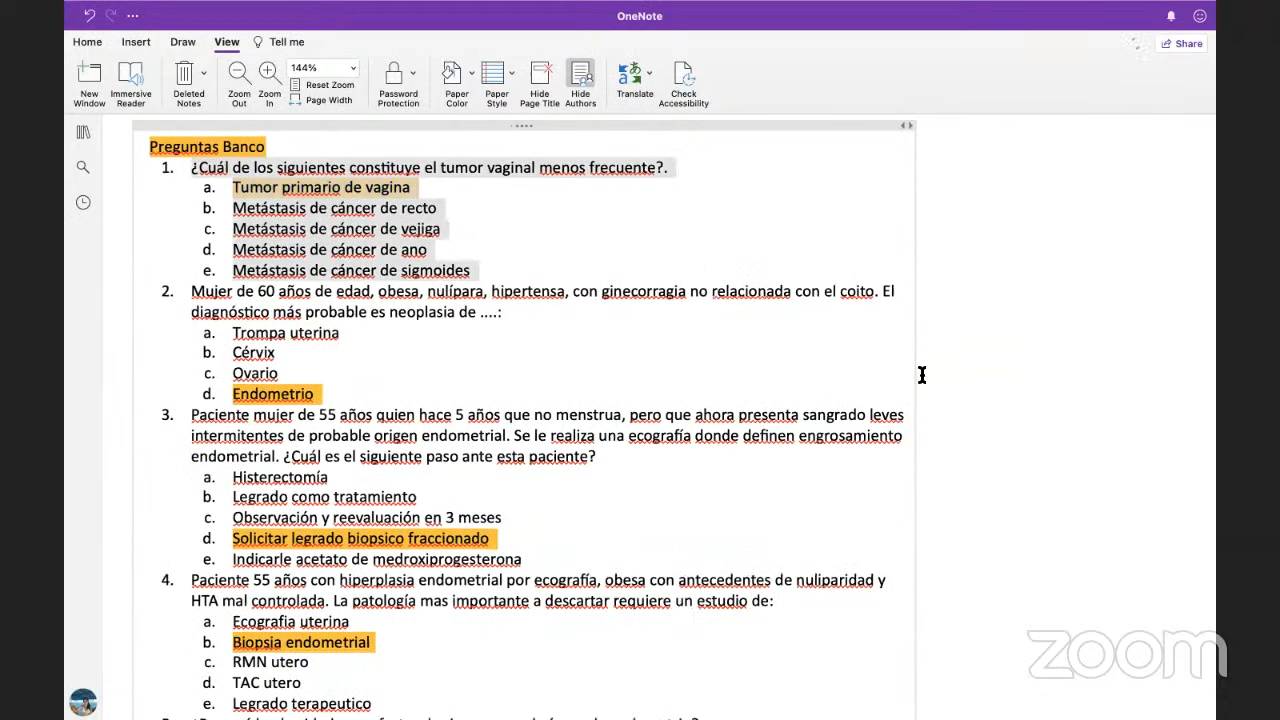 OneNote
Home Insert Draw View Tell me
Share
144%
Reset Zoom
Page Width
New Window
Immersive Reader
Deleted Notes
Zoom Out
Zoom In
Password Protection
Paper Color
Paper Style
Hide Page Title
Hide Authors
Translate
Check Accessibility
Preguntas Banco
1. ¿Cuál de los siguientes constituye el tumor vaginal menos frecuente?.
a. Tumor primario de vagina
b. Metástasis de cáncer de recto
c. Metástasis de cáncer de vejiga
d. Metástasis de cáncer de ano
e. Metástasis de cáncer de sigmoides
2. Mujer de 60 años de edad, obesa, nulípara, hipertensa, con ginecorragia no relacionada con el coito. El
diagnóstico más probable es neoplasia de ....:
a. Trompa uterina
b. Cérvix
c. Ovario
d. Endometrio
3. Paciente mujer de 55 años quien hace 5 años que no menstrua, pero que ahora presenta sangrado leves
intermitentes de probable origen endometrial. Se le realiza una ecografía donde definen engrosamiento
endometrial. ¿Cuál es el siguiente paso ante esta paciente?
a. Histerectomía
b. Legrado como tratamiento
c. Observación y reevaluación en 3 meses
d. Solicitar legrado biopsico fraccionado
e. Indicarle acetato de medroxiprogesterona
4. Paciente 55 años con hiperplasia endometrial por ecografía, obesa con antecedentes de nuliparidad y
HTA mal controlada. La patología mas importante a descartar requiere un estudio de:
a. Ecografia uterina
b. Biopsia endometrial
c. RMN utero
d. TAC utero
e. Legrado terapeutico
zoom